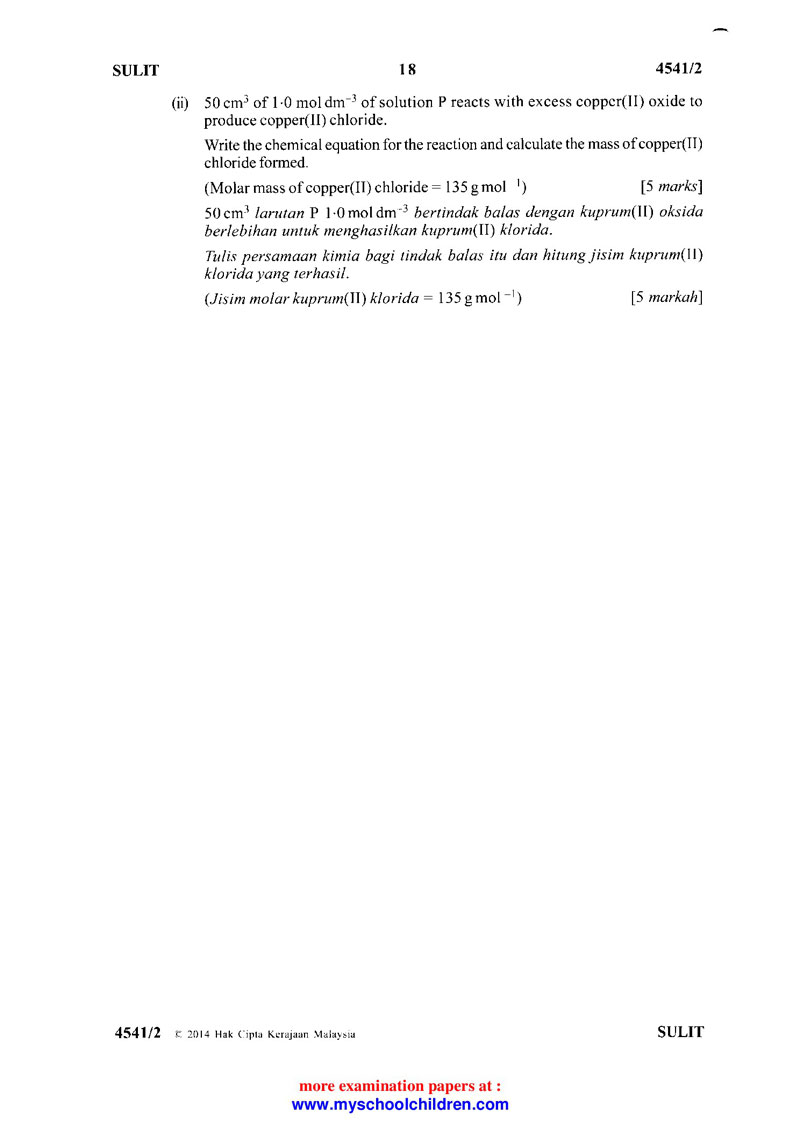 SULIT 18 4541/2
(ii) 50 cm³ of 1·0 mol dm⁻³ of solution P reacts with excess copper(II) oxide to
produce copper(II) chloride.
Write the chemical equation for the reaction and calculate the mass of copper(II)
chloride formed.
(Molar mass of copper(II) chloride = 135 g mol ⁻¹) [5 marks]
50 cm³ larutan P 1·0 mol dm⁻³ bertindak balas dengan kuprum(II) oksida
berlebihan untuk menghasilkan kuprum(II) klorida.
Tulis persamaan kimia bagi tindak balas itu dan hitung jisim kuprum(II)
klorida yang terhasil.
(Jisim molar kuprum(II) klorida = 135 g mol ⁻¹) [5 markah]
4541/2 © 2014 Hak Cipta Kerajaan Malaysia SULIT
more examination papers at :
www.myschoolchildren.com